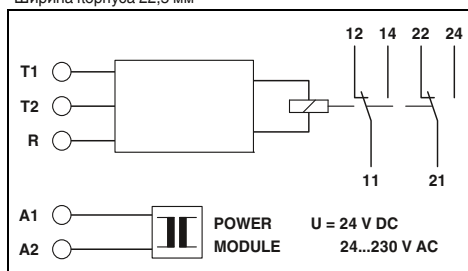 Ширина корпуса 22,5 мм
12 14 22 24
T1
T2
R
11 21
A1
A2
POWER U = 24 V DC
MODULE 24...230 V AC